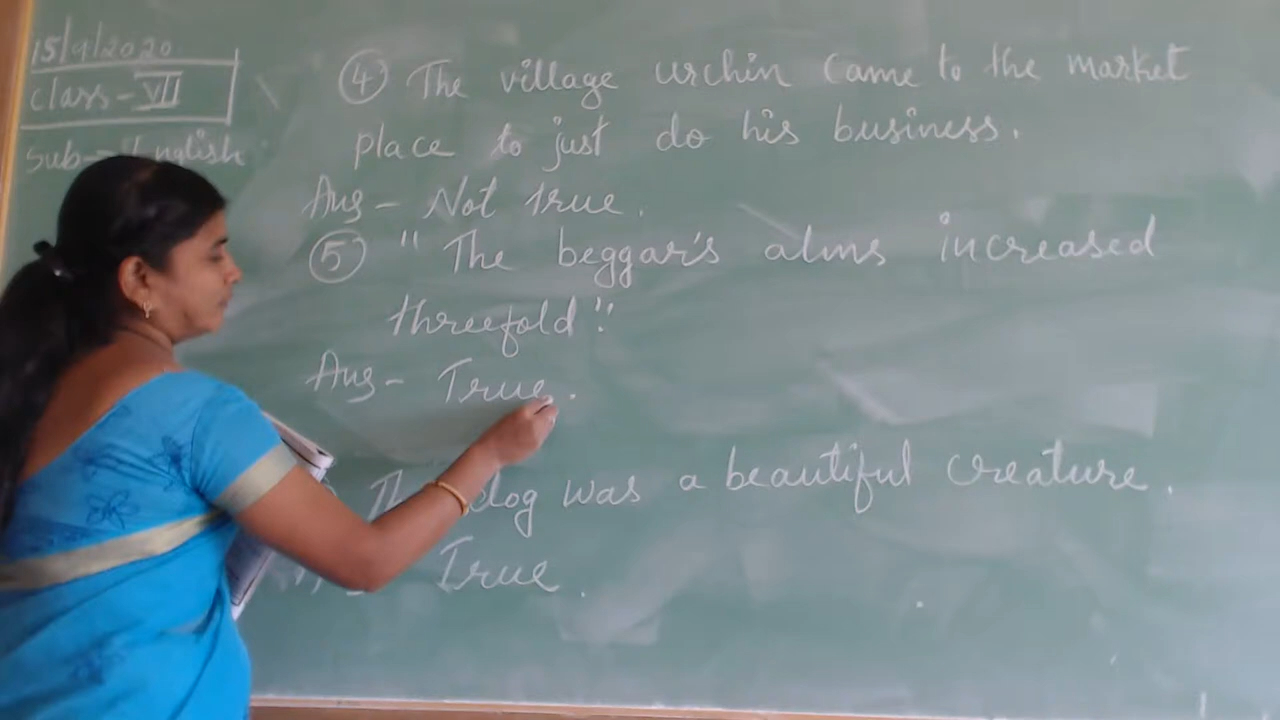 15/9/2020
Class - VII
Sub - English
④ The village urchin came to the market
place to just do his business.
Ans - Not true.
⑤ "The beggar's alms increased
threefold".
Ans - True.
dog was a beautiful creature.
True.